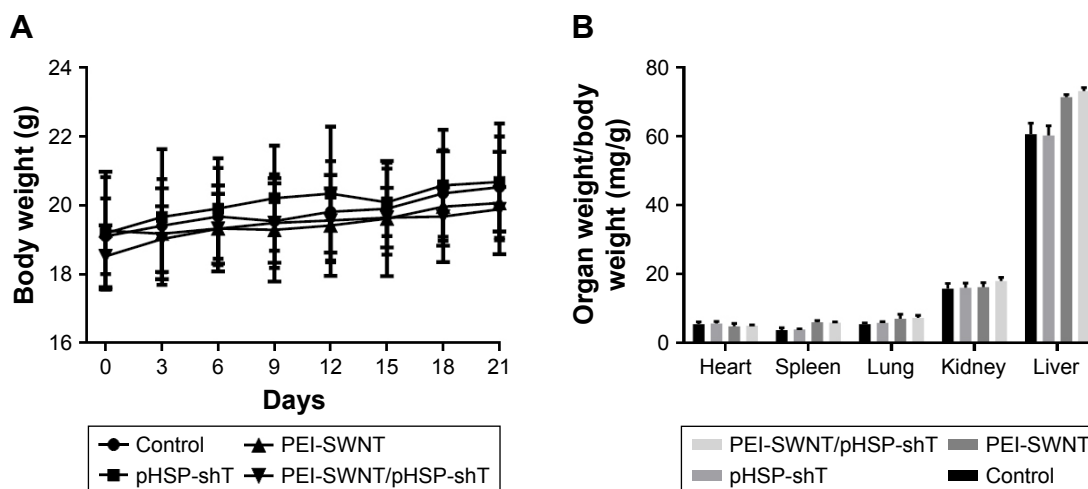 A
Body weight (g)
24
22
20
18
16
0 3 6 9 12 15 18 21
Days
Control
PEI-SWNT
pHSP-shT
PEI-SWNT/pHSP-shT
B
Organ weight/body
weight (mg/g)
80
60
40
20
0
Heart Spleen Lung Kidney Liver
PEI-SWNT/pHSP-shT
PEI-SWNT
pHSP-shT
Control